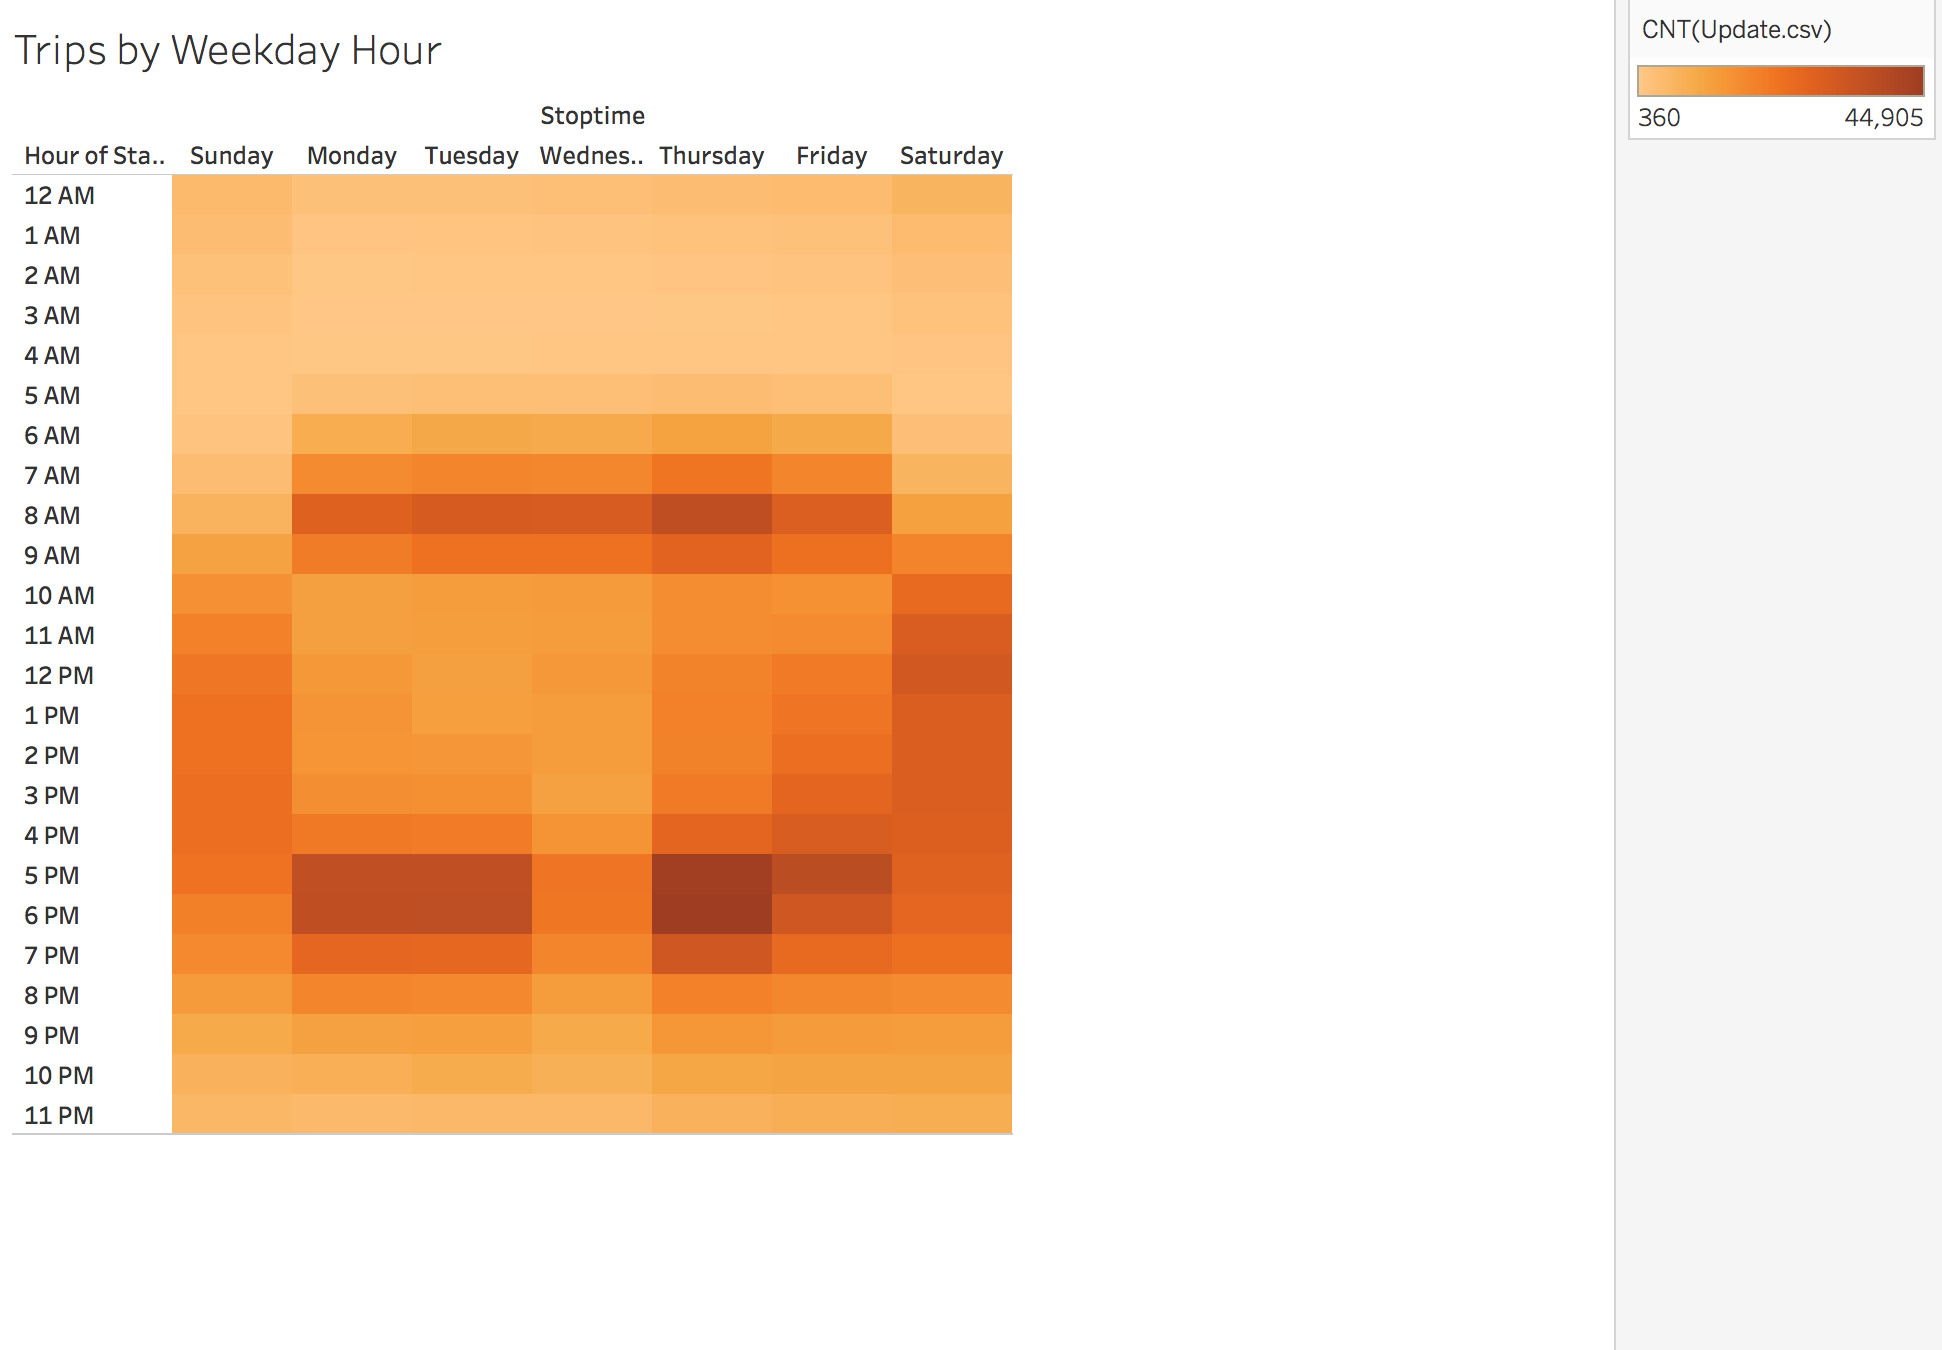 Trips by Weekday Hour
Stoptime
Hour of Sta.. Sunday Monday Tuesday Wednes.. Thursday Friday Saturday
12 AM
1 AM
2 AM
3 AM
4 AM
5 AM
6 AM
7 AM
8 AM
9 AM
10 AM
11 AM
12 PM
1 PM
2 PM
3 PM
4 PM
5 PM
6 PM
7 PM
8 PM
9 PM
10 PM
11 PM
CNT(Update.csv)
360 44,905